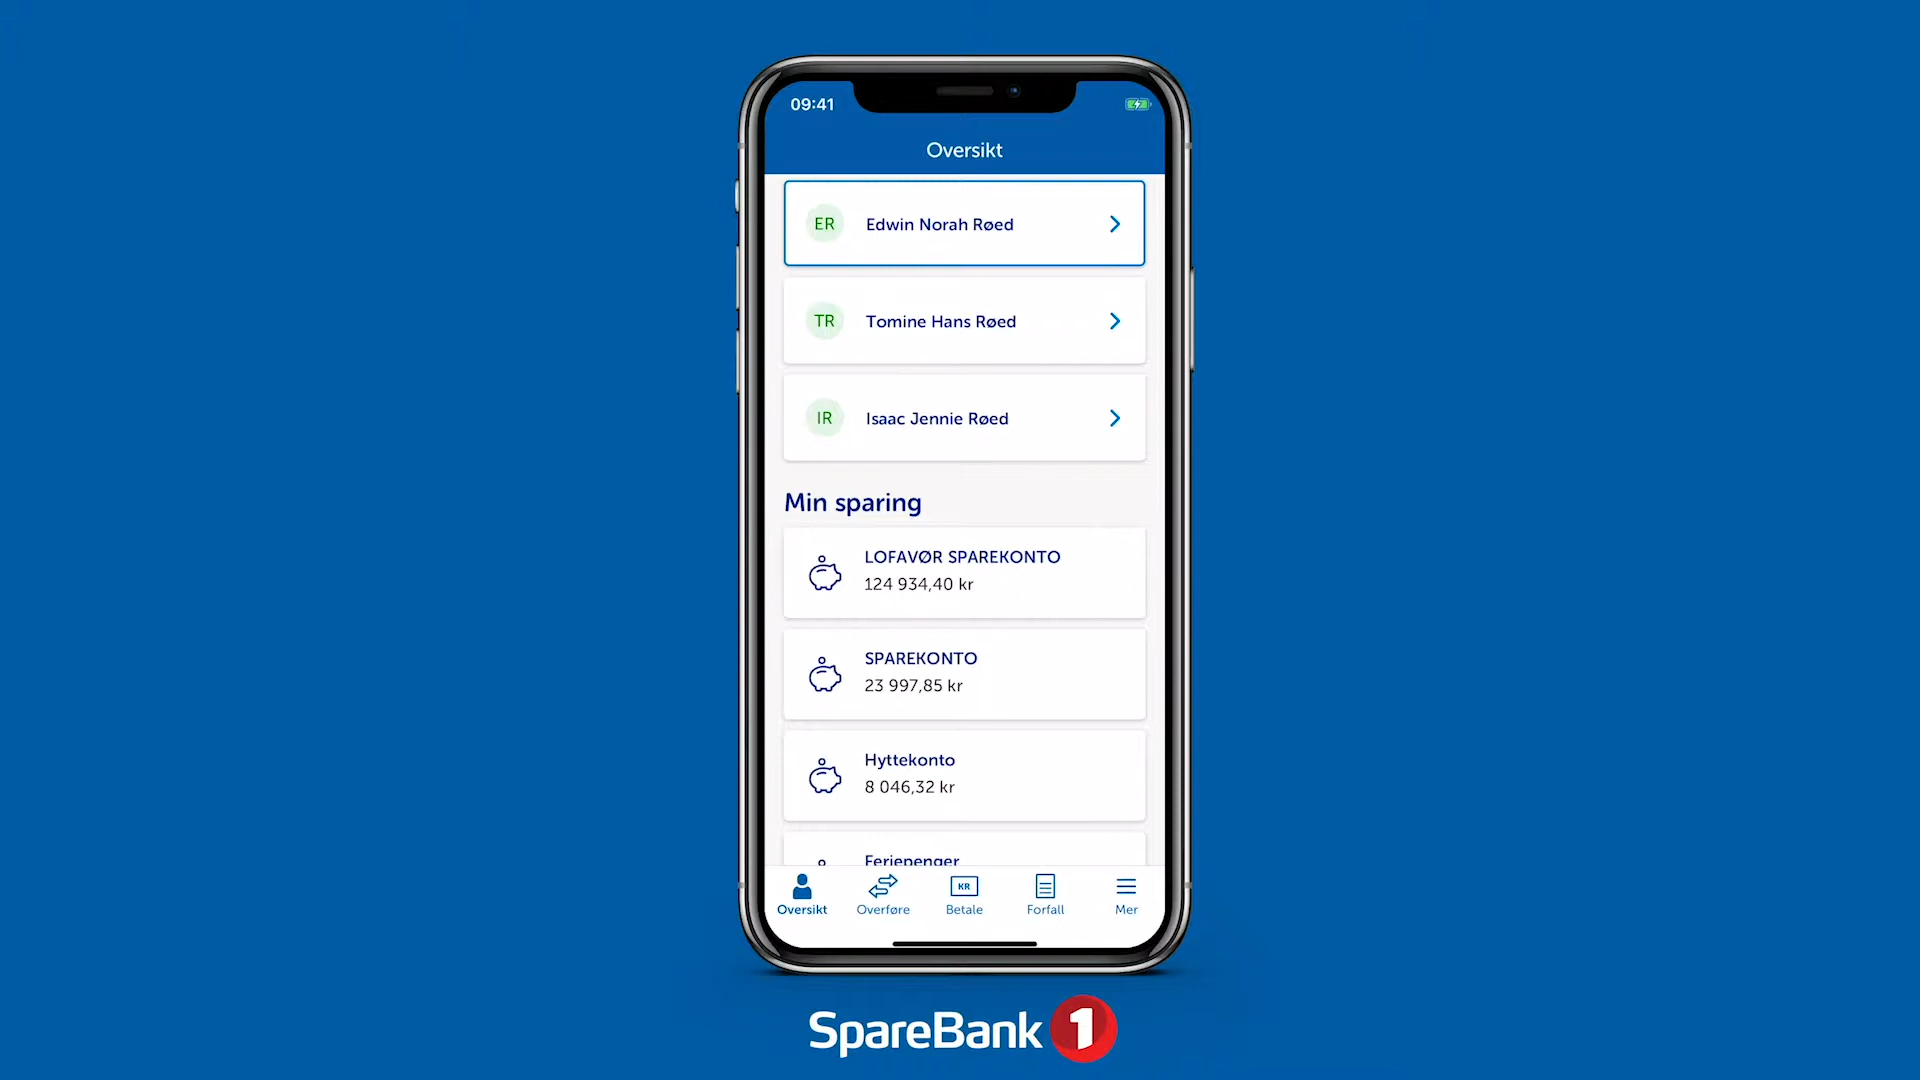 09:41
Oversikt
ER Edwin Norah Røed
TR Tomine Hans Røed
IR Isaac Jennie Røed
Min sparing
LOFAVØR SPAREKONTO
124 934,40 kr
SPAREKONTO
23 997,85 kr
Hyttekonto
8 046,32 kr
Feriepenger
KR
Oversikt Overføre Betale Forfall Mer
SpareBank 1